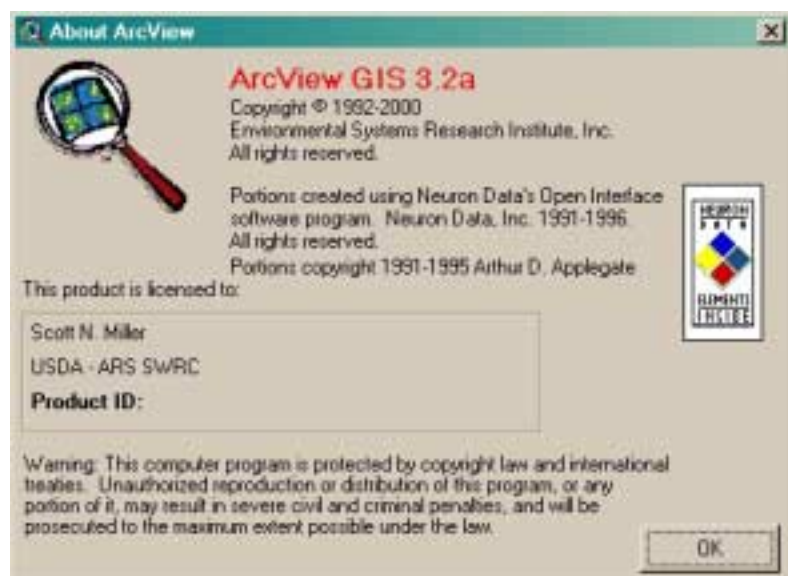 About ArcView
ArcView GIS 3.2a
Copyright © 1992-2000
Environmental Systems Research Institute, Inc.
All rights reserved.
Portions created using Neuron Data's Open Interface
software program. Neuron Data, Inc. 1991-1996.
All rights reserved.
Portions copyright 1991-1995 Arthur D. Applegate
NEURON
DATA
ELEMENTS
INSIDE
This product is licensed to:
Scott N. Miller
USDA - ARS SWRC
Product ID:
Warning: This computer program is protected by copyright law and international
treaties. Unauthorized reproduction or distribution of this program, or any
portion of it, may result in severe civil and criminal penalties, and will be
prosecuted to the maximum extent possible under the law.
OK